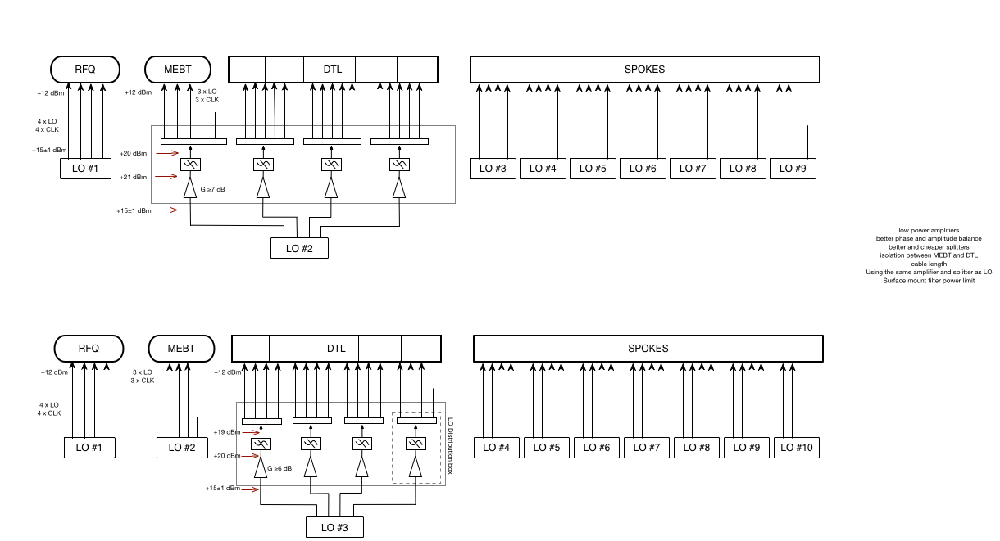 RFQ
MEBT
DTL
SPOKES
+12 dBm
+12 dBm
3 x LO
3 x CLK
4 x LO
4 x CLK
+15±1 dBm
+20 dBm
LO #1
+21 dBm
G ≥7 dB
+15±1 dBm
LO #2
LO #3
LO #4
LO #5
LO #6
LO #7
LO #8
LO #9
low power amplifiers
better phase and amplitude balance
better and cheaper splitters
isolation between MEBT and DTL
cable length
Using the same amplifier and splitter as LO
Surface mount filter power limit
RFQ
MEBT
DTL
SPOKES
+12 dBm
3 x LO
3 x CLK
+12 dBm
4 x LO
4 x CLK
LO #1
LO #2
+19 dBm
+20 dBm
G ≥6 dB
+15±1 dBm
LO Distribution box
LO #3
LO #4
LO #5
LO #6
LO #7
LO #8
LO #9
LO #10